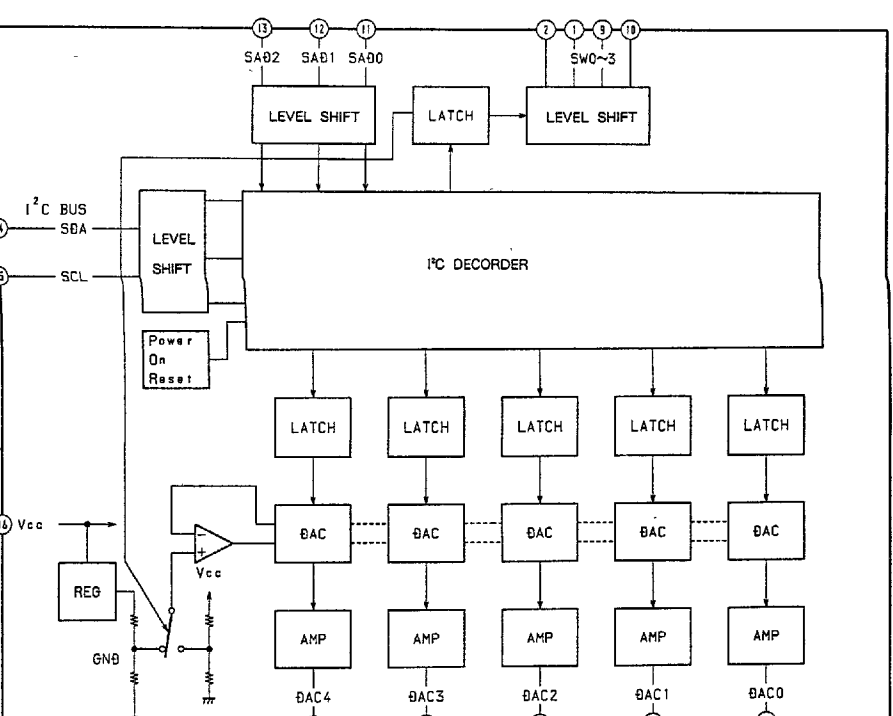 13 12 11 2 1 9 10
SAD2 SAD1 SAD0 SW0~3
LEVEL SHIFT LATCH LEVEL SHIFT
I²C BUS
SDA
LEVEL
SHIFT
I²C DECORDER
SCL
Power
On
Reset
LATCH LATCH LATCH LATCH LATCH
16 Vcc
DAC DAC DAC DAC DAC
-
+
Vcc
REG
AMP AMP AMP AMP AMP
GND
DAC4 DAC3 DAC2 DAC1 DAC0